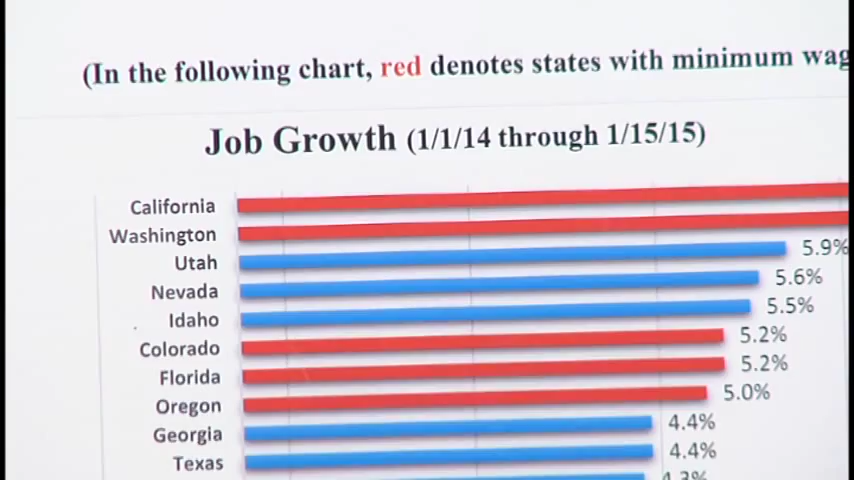 (In the following chart, red denotes states with minimum
Job Growth (1/1/14 through 1/15/15)
California
Washington
Utah 5.9%
Nevada 5.6%
Idaho 5.5%
Colorado 5.2%
Florida 5.2%
Oregon 5.0%
Georgia 4.4%
Texas 4.4%